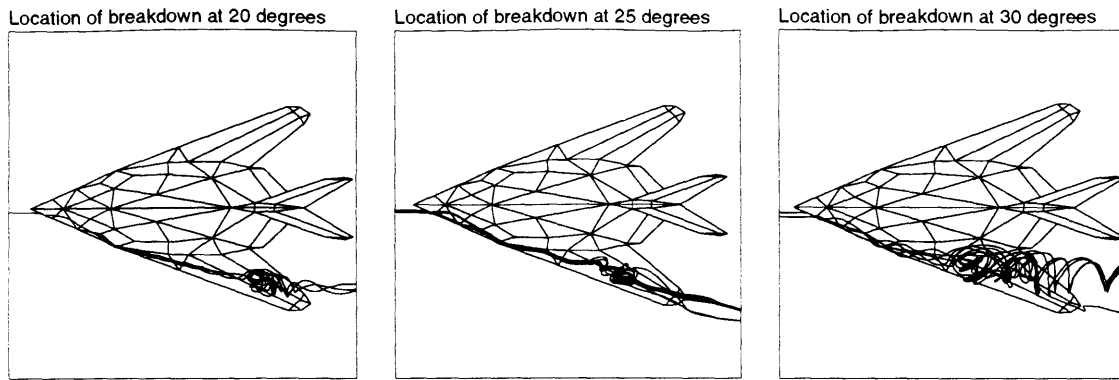 Location of breakdown at 20 degrees
Location of breakdown at 25 degrees
Location of breakdown at 30 degrees